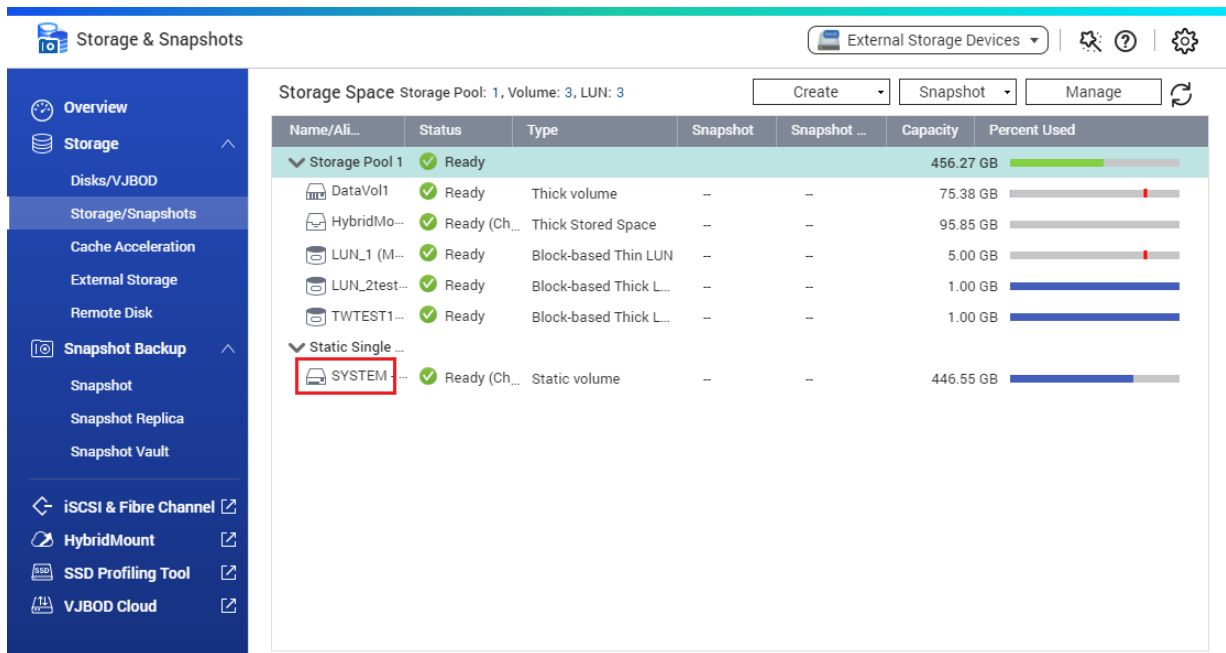 Storage & Snapshots
External Storage Devices
Overview
Storage
Disks/VJBOD
Storage/Snapshots
Cache Acceleration
External Storage
Remote Disk
Snapshot Backup
Snapshot
Snapshot Replica
Snapshot Vault
iSCSI & Fibre Channel
HybridMount
SSD Profiling Tool
VJBOD Cloud
Storage Space Storage Pool: 1, Volume: 3, LUN: 3 Create Snapshot Manage
Name/Ali... Status Type Snapshot Snapshot ... Capacity Percent Used
Storage Pool 1 Ready 456.27 GB
DataVol1 Ready Thick volume -- -- 75.38 GB
HybridMo... Ready (Ch... Thick Stored Space -- -- 95.85 GB
LUN_1 (M... Ready Block-based Thin LUN -- -- 5.00 GB
LUN_2test... Ready Block-based Thick L... -- -- 1.00 GB
TWTEST1... Ready Block-based Thick L... -- -- 1.00 GB
Static Single ...
SYSTEM - ... Ready (Ch... Static volume -- -- 446.55 GB